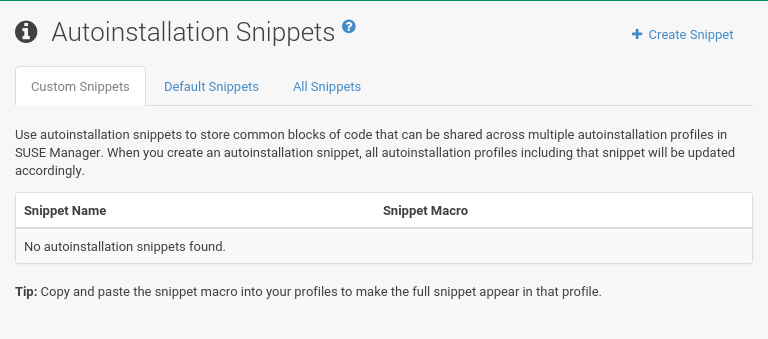 Autoinstallation Snippets
Create Snippet
Custom Snippets
Default Snippets
All Snippets
Use autoinstallation snippets to store common blocks of code that can be shared across multiple autoinstallation profiles in
SUSE Manager. When you create an autoinstallation snippet, all autoinstallation profiles including that snippet will be updated
accordingly.
Snippet Name
Snippet Macro
No autoinstallation snippets found.
Tip: Copy and paste the snippet macro into your profiles to make the full snippet appear in that profile.